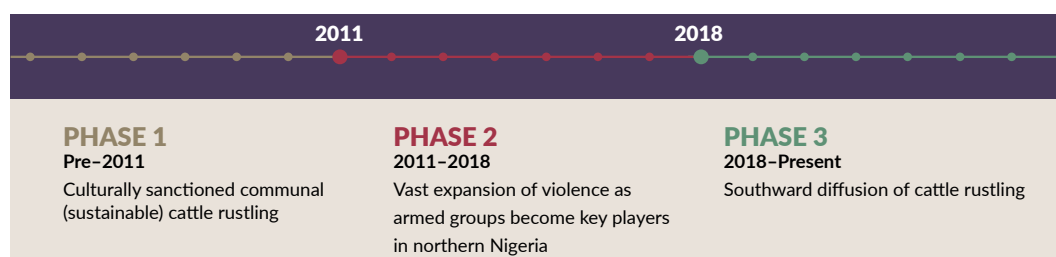 2011
2018
PHASE 1
Pre–2011
Culturally sanctioned communal
(sustainable) cattle rustling
PHASE 2
2011–2018
Vast expansion of violence as
armed groups become key players
in northern Nigeria
PHASE 3
2018–Present
Southward diffusion of cattle rustling